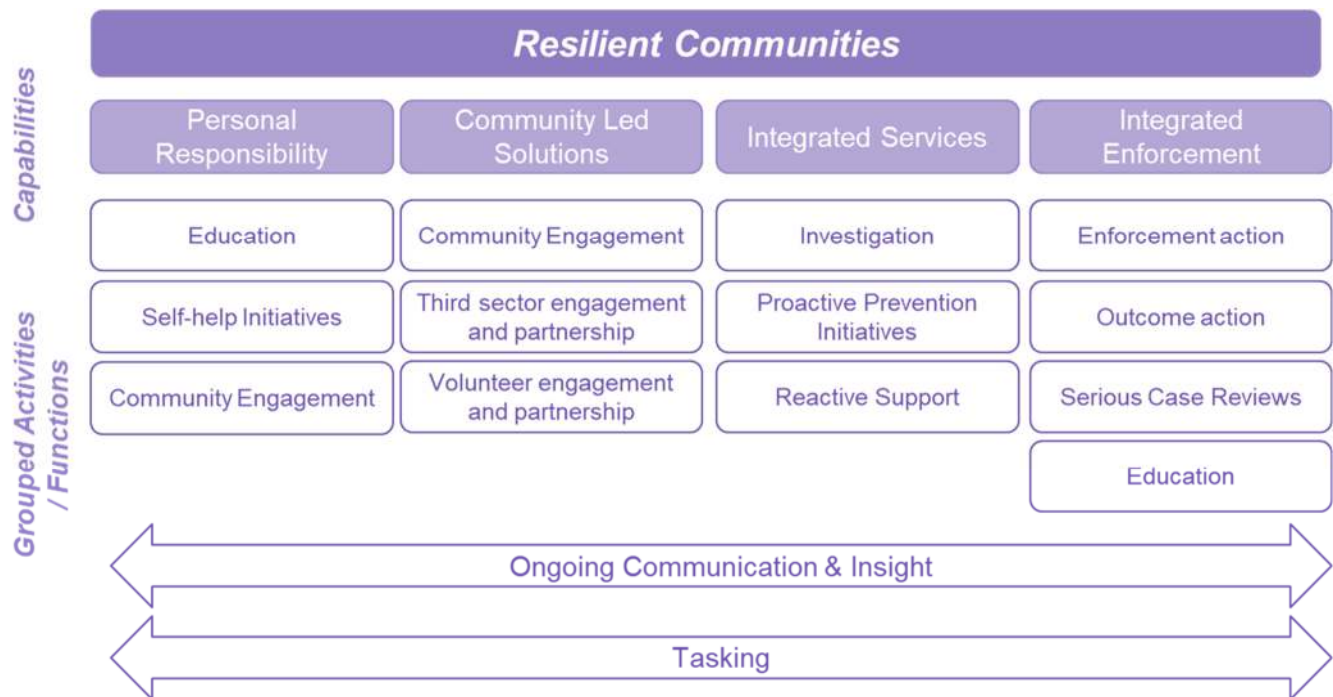 Resilient Communities
Capabilities
Personal
Responsibility
Community Led
Solutions
Integrated Services
Integrated
Enforcement
Grouped Activities
/ Functions
Education
Community Engagement
Investigation
Enforcement action
Self-help Initiatives
Third sector engagement
and partnership
Proactive Prevention
Initiatives
Outcome action
Community Engagement
Volunteer engagement
and partnership
Reactive Support
Serious Case Reviews
Education
Ongoing Communication & Insight
Tasking